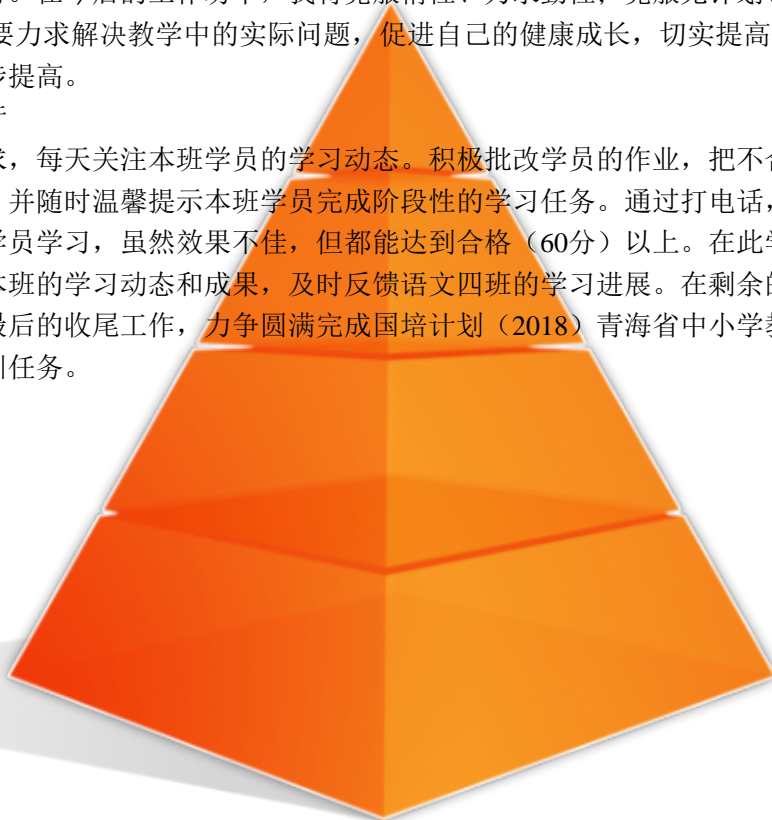 要力求解决教学中的实际问题，促进自己的健康成长，切实提高
步提高。
求，每天关注本班学员的学习动态。积极批改学员的作业，把不合
，并随时温馨提示本班学员完成阶段性的学习任务。通过打电话，
学员学习，虽然效果不佳，但都能达到合格（60分）以上。在此学
本班的学习动态和成果，及时反馈语文四班的学习进展。在剩余的
最后的收尾工作，力争圆满完成国培计划（2018）青海省中小学教
训任务。